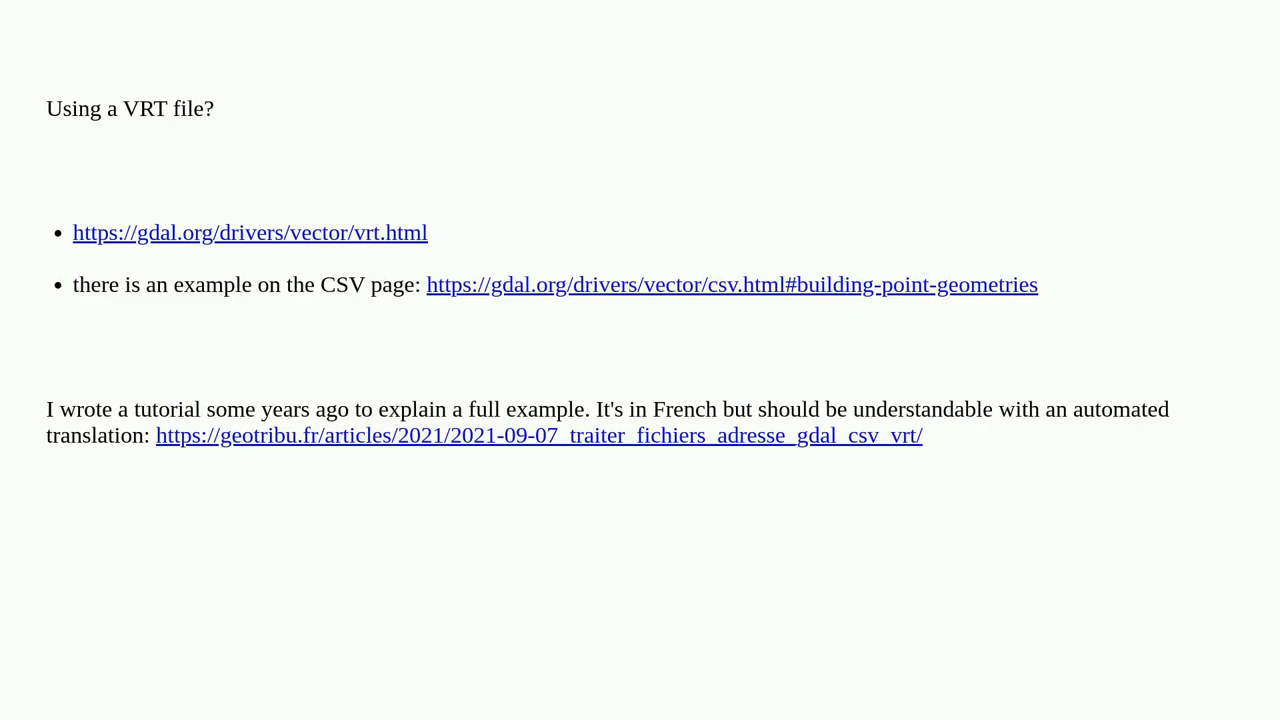 Using a VRT file?
• https://gdal.org/drivers/vector/vrt.html
• there is an example on the CSV page: https://gdal.org/drivers/vector/csv.html#building-point-geometries
I wrote a tutorial some years ago to explain a full example. It's in French but should be understandable with an automated
translation: https://geotribu.fr/articles/2021/2021-09-07_traiter_fichiers_adresse_gdal_csv_vrt/